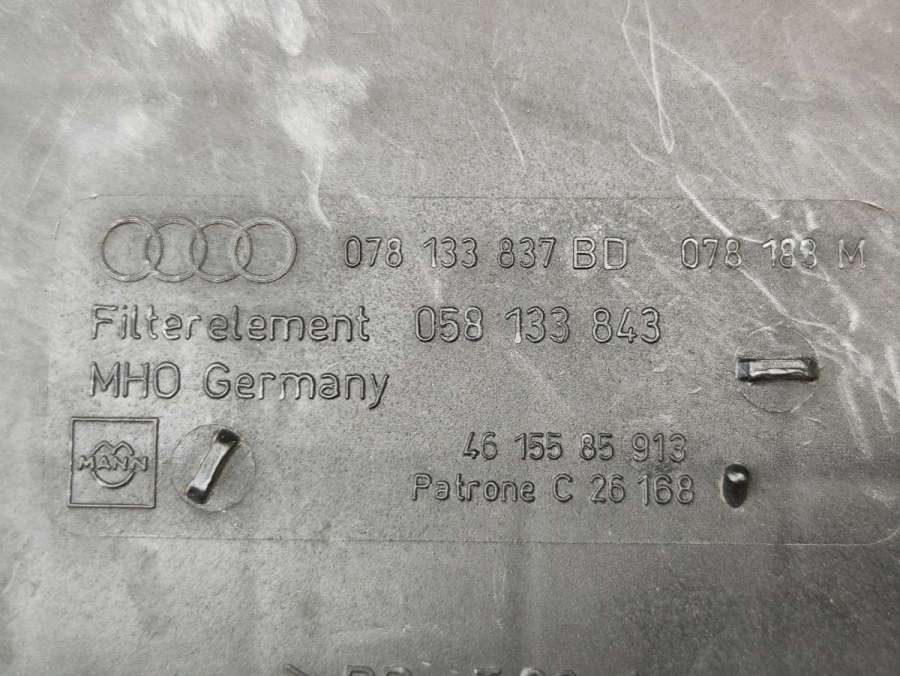 078 133 837 BD 078 183 M
Filterelement 058 133 843
MHO Germany
MANN
46 155 85 913
Patrone C 26 168